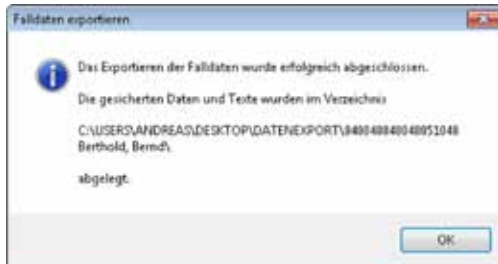 Falldaten exportieren
Das Exportieren der Falldaten wurde erfolgreich abgeschlossen.
Die gesicherten Daten und Texte wurden im Verzeichnis
C:\USERS\ANDREAS\DESKTOP\DATENEXPORT\
Berthold, Bernd\.
abgelegt.
OK